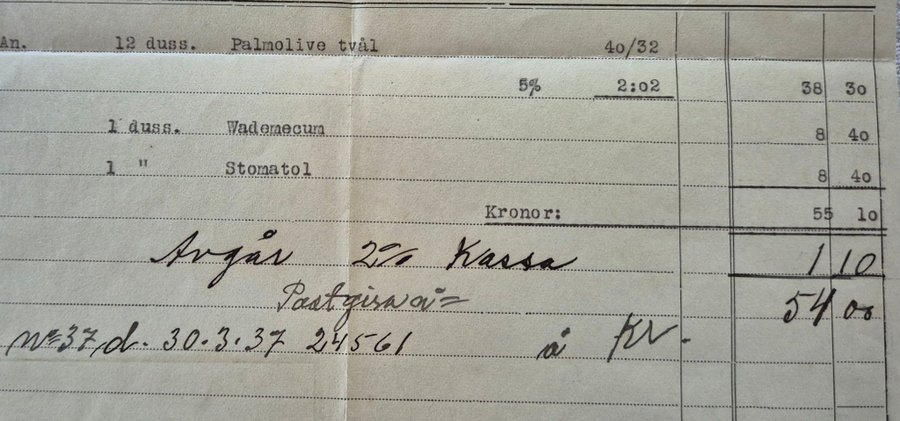 An. 12 duss. Palmolive tvål 40/32
5% 2:02 38 30
1 duss. Wademecum 8 40
1 " Stomatol 8 40
Kronor: 55 10
Avgår 2% Kassa 1 10
54 00
No 37 d. 30.3.37 24561 å Kr.